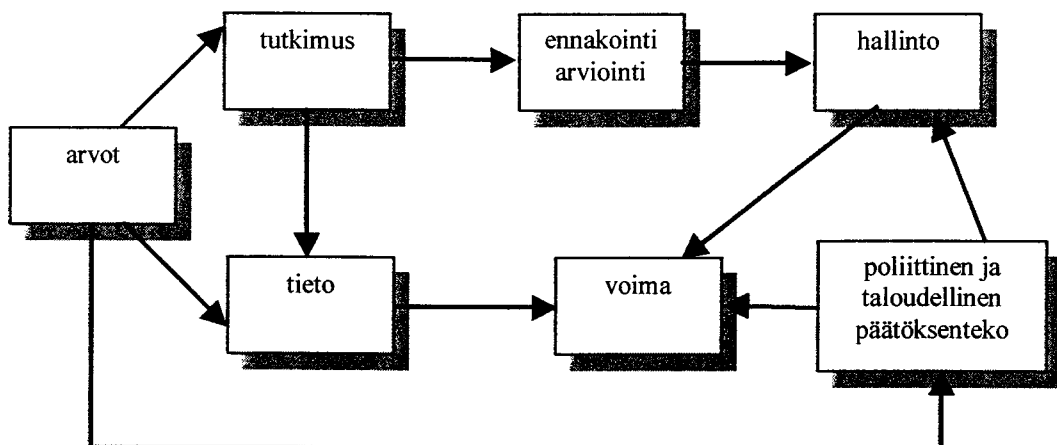 tutkimus
ennakointi
arviointi
hallinto
arvot
tieto
voima
poliittinen ja
taloudellinen
päätöksenteko